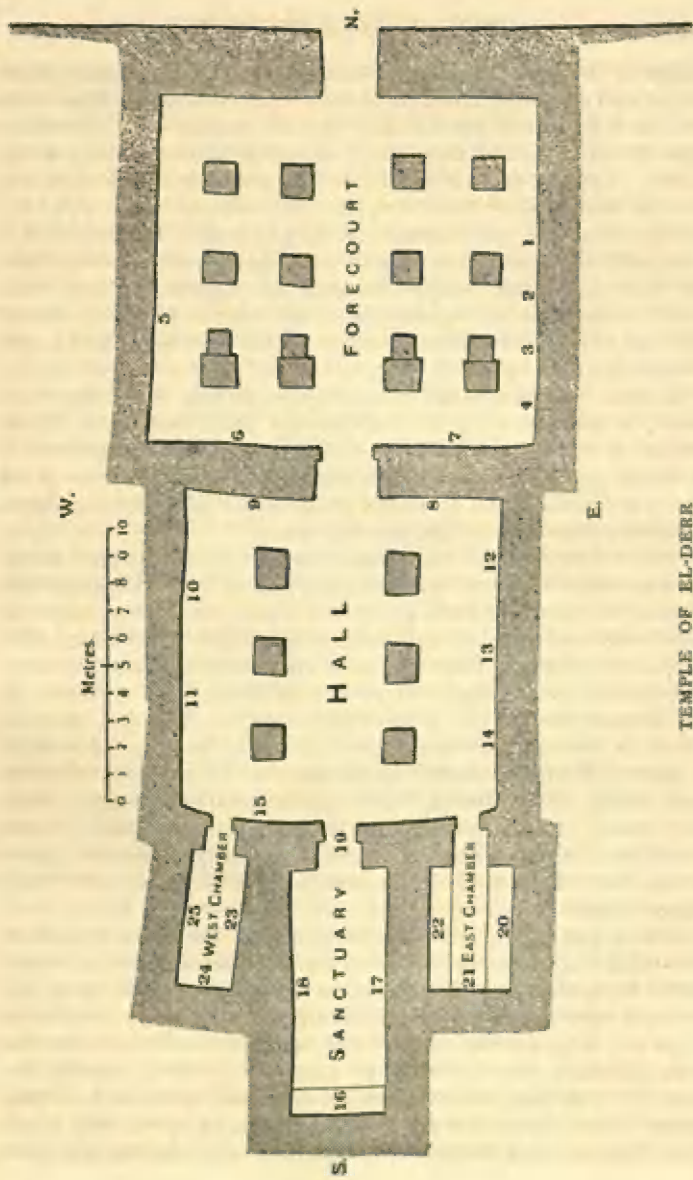 W.
Metres
0 1 2 3 4 5 6 7 8 9 10
25
24 WEST CHAMBER
23
11
10
5
15
9
6
S.
16
18
SANCTUARY
17
19
HALL
FORECOURT
N.
22
21 EAST CHAMBER
20
14
13
12
8
7
4
3
2
1
E.
TEMPLE OF EL-DERR